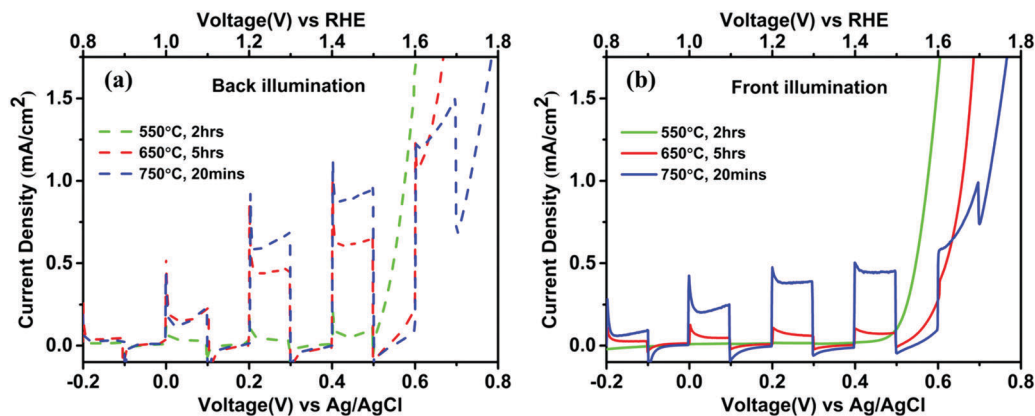 Voltage(V) vs RHE
0.8 1.0 1.2 1.4 1.6 1.8
(a)
Back illumination
550°C, 2hrs
650°C, 5hrs
750°C, 20mins
Current Density (mA/cm²)
1.5
1.0
0.5
0.0
-0.2 0.0 0.2 0.4 0.6 0.8
Voltage(V) vs Ag/AgCl
Voltage(V) vs RHE
0.8 1.0 1.2 1.4 1.6 1.8
(b)
Front illumination
550°C, 2hrs
650°C, 5hrs
750°C, 20mins
Current Density (mA/cm²)
1.5
1.0
0.5
0.0
-0.2 0.0 0.2 0.4 0.6 0.8
Voltage(V) vs Ag/AgCl